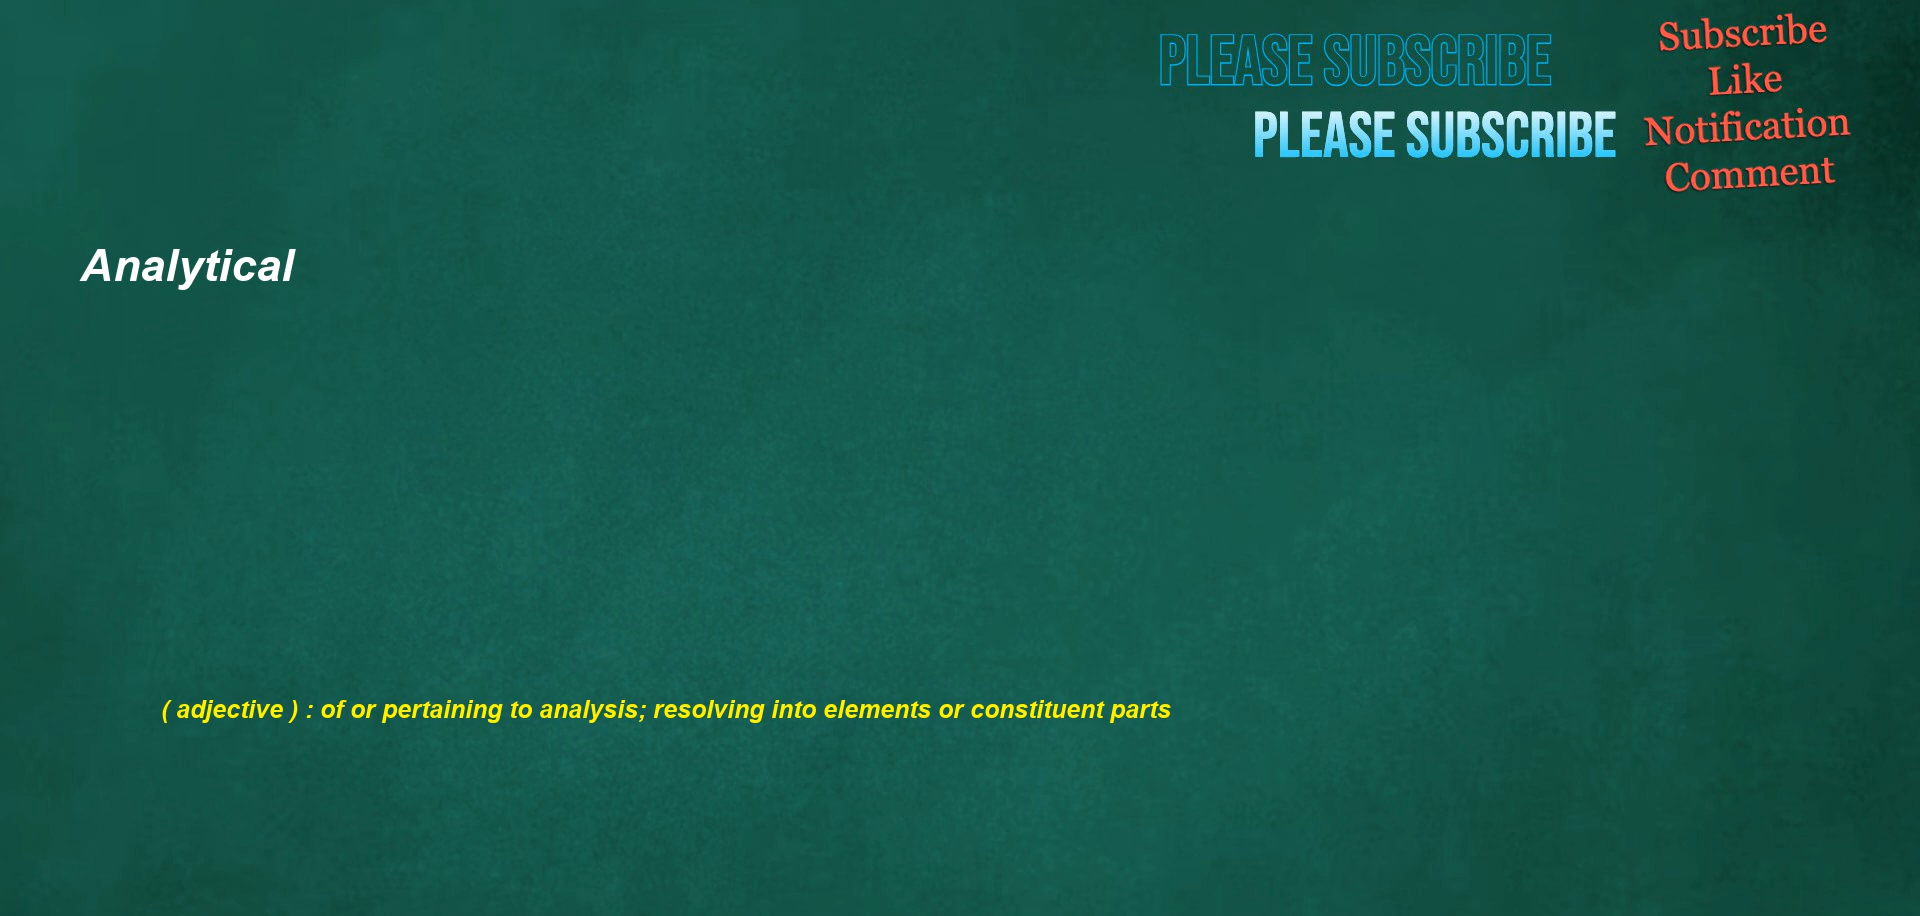 PLEASE SUBSCRIBE
PLEASE SUBSCRIBE
Subscribe
Like
Notification
Comment
Analytical
( adjective ) : of or pertaining to analysis; resolving into elements or constituent parts